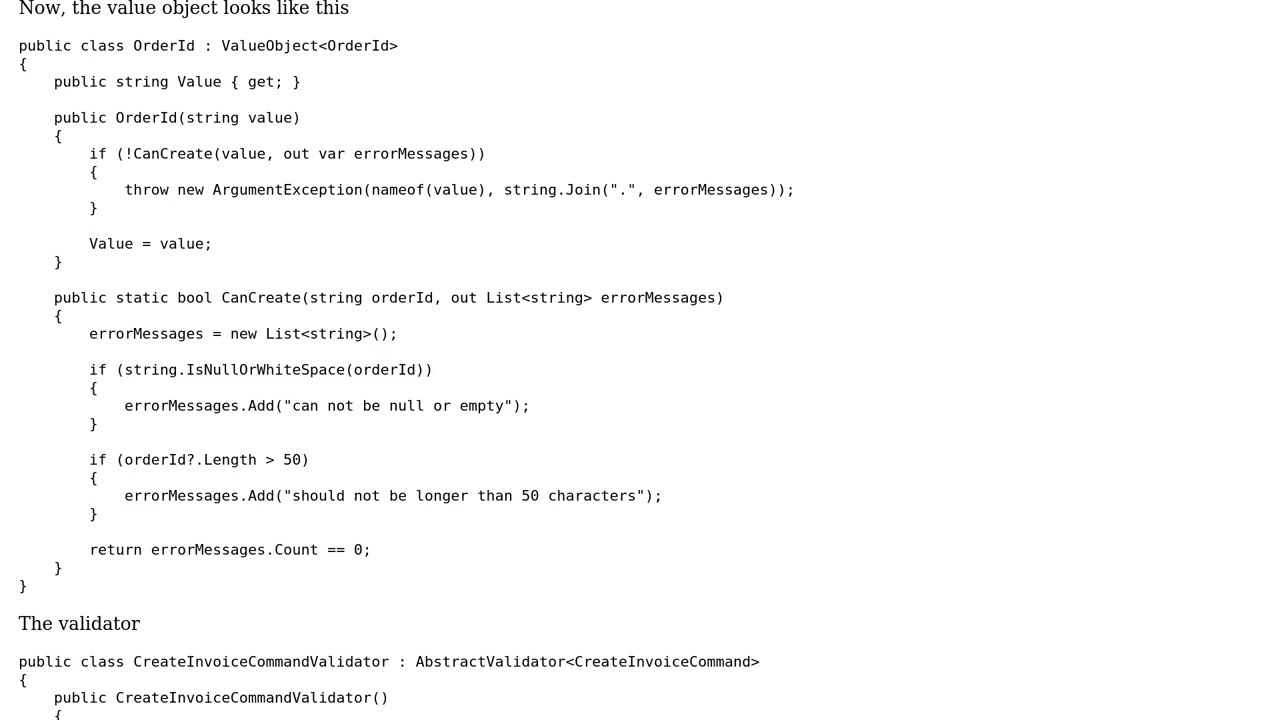 Now, the value object looks like this
public class OrderId : ValueObject<OrderId>
{
    public string Value { get; }

    public OrderId(string value)
    {
        if (!CanCreate(value, out var errorMessages))
        {
            throw new ArgumentException(nameof(value), string.Join(".", errorMessages));
        }

        Value = value;
    }

    public static bool CanCreate(string orderId, out List<string> errorMessages)
    {
        errorMessages = new List<string>();

        if (string.IsNullOrWhiteSpace(orderId))
        {
            errorMessages.Add("can not be null or empty");
        }

        if (orderId?.Length > 50)
        {
            errorMessages.Add("should not be longer than 50 characters");
        }

        return errorMessages.Count == 0;
    }
}
The validator
public class CreateInvoiceCommandValidator : AbstractValidator<CreateInvoiceCommand>
{
    public CreateInvoiceCommandValidator()
    {